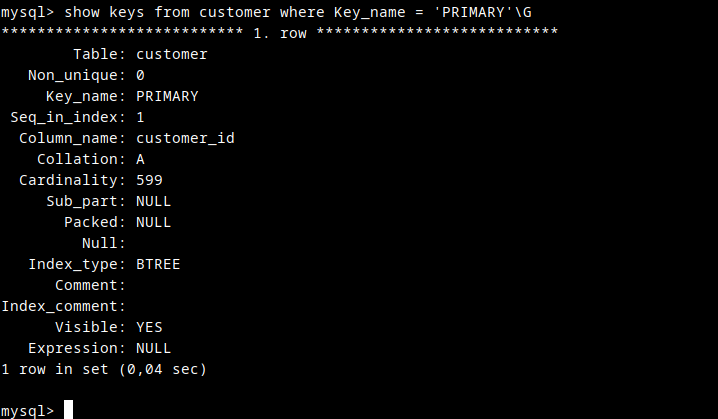 mysql> show keys from customer where Key_name = 'PRIMARY'\G
*************************** 1. row ***************************
Table: customer
Non_unique: 0
Key_name: PRIMARY
Seq_in_index: 1
Column_name: customer_id
Collation: A
Cardinality: 599
Sub_part: NULL
Packed: NULL
Null:
Index_type: BTREE
Comment:
Index_comment:
Visible: YES
Expression: NULL
1 row in set (0,04 sec)
mysql>